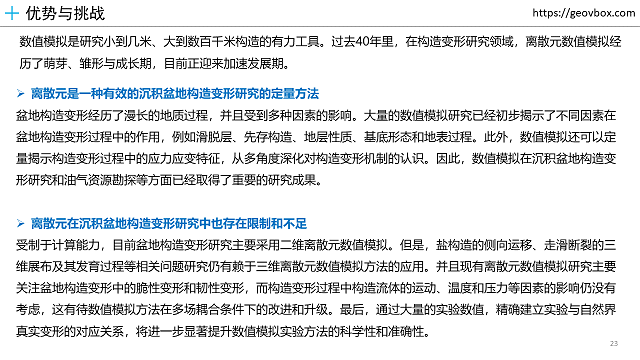 优势与挑战
https://geovbox.com
数值模拟是研究小到几米、大到数百千米构造的有力工具。过去40年里，在构造变形研究领域，离散元数值模拟经
历了萌芽、雏形与成长期，目前正迎来加速发展期。
离散元是一种有效的沉积盆地构造变形研究的定量方法
盆地构造变形经历了漫长的地质过程，并且受到多种因素的影响。大量的数值模拟研究已经初步揭示了不同因素在
盆地构造变形过程中的作用，例如滑脱层、先存构造、地层性质、基底形态和地表过程。此外，数值模拟还可以定
量揭示构造变形过程中的应力应变特征，从多角度深化对构造变形机制的认识。因此，数值模拟在沉积盆地构造变
形研究和油气资源勘探等方面已经取得了重要的研究成果。
离散元在沉积盆地构造变形研究中也存在限制和不足
受制于计算能力，目前盆地构造变形研究主要采用二维离散元数值模拟。但是，盐构造的侧向运移、走滑断裂的三
维展布及其发育过程等相关问题研究仍有赖于三维离散元数值模拟方法的应用。并且现有离散元数值模拟研究主要
关注盆地构造变形中的脆性变形和韧性变形，而构造变形过程中构造流体的运动、温度和压力等因素的影响仍没有
考虑，这有待数值模拟方法在多场耦合条件下的改进和升级。最后，通过大量的实验数值，精确建立实验与自然界
真实变形的对应关系，将进一步显著提升数值模拟实验方法的科学性和准确性。
23